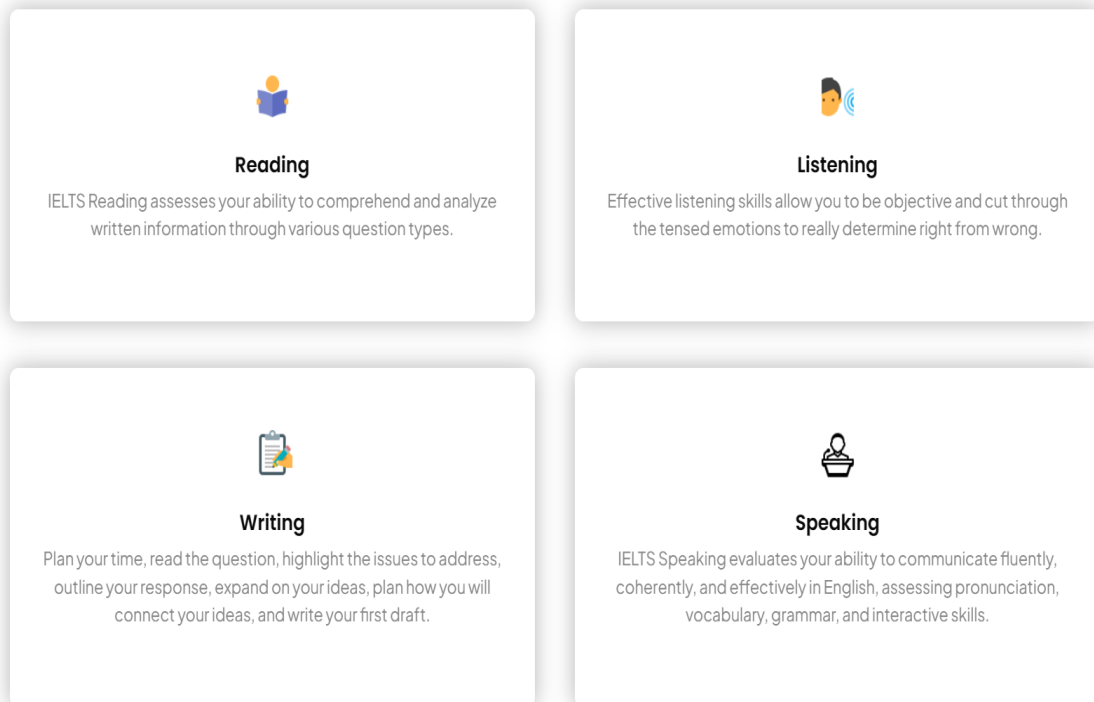 Reading
IELTS Reading assesses your ability to comprehend and analyze
written information through various question types.
Listening
Effective listening skills allow you to be objective and cut through
the tensed emotions to really determine right from wrong.
Writing
Plan your time, read the question, highlight the issues to address,
outline your response, expand on your ideas, plan how you will
connect your ideas, and write your first draft.
Speaking
IELTS Speaking evaluates your ability to communicate fluently,
coherently, and effectively in English, assessing pronunciation,
vocabulary, grammar, and interactive skills.